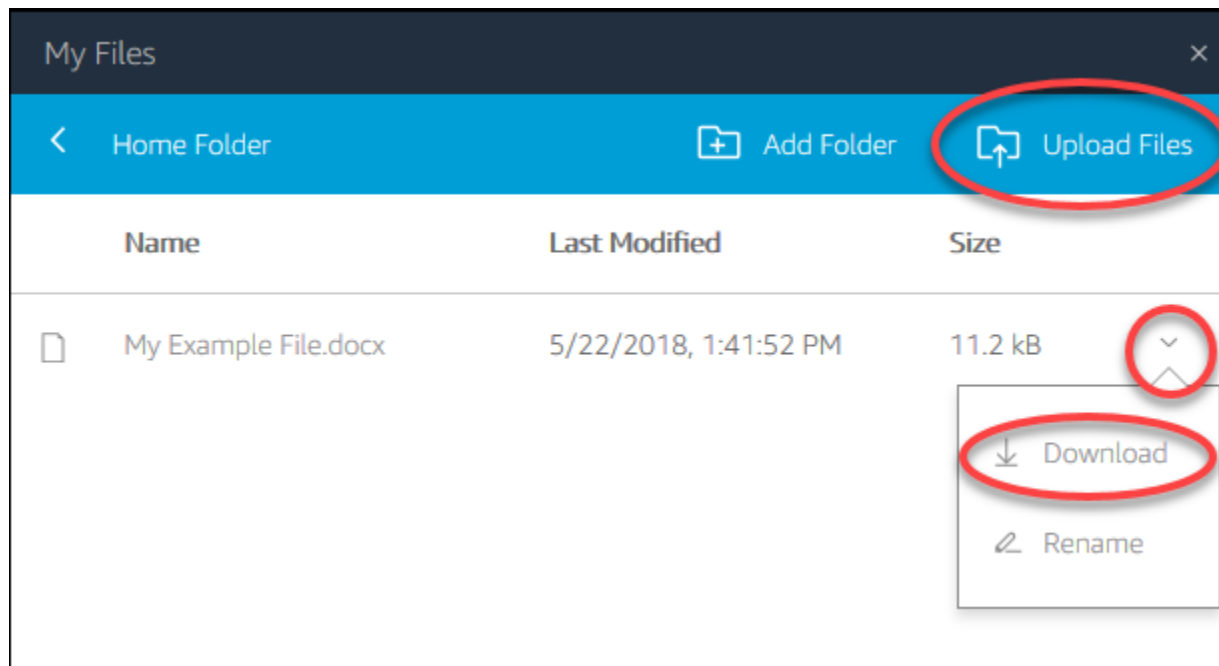 My Files
Home Folder Add Folder Upload Files
Name Last Modified Size
My Example File.docx 5/22/2018, 1:41:52 PM 11.2 kB
Download
Rename